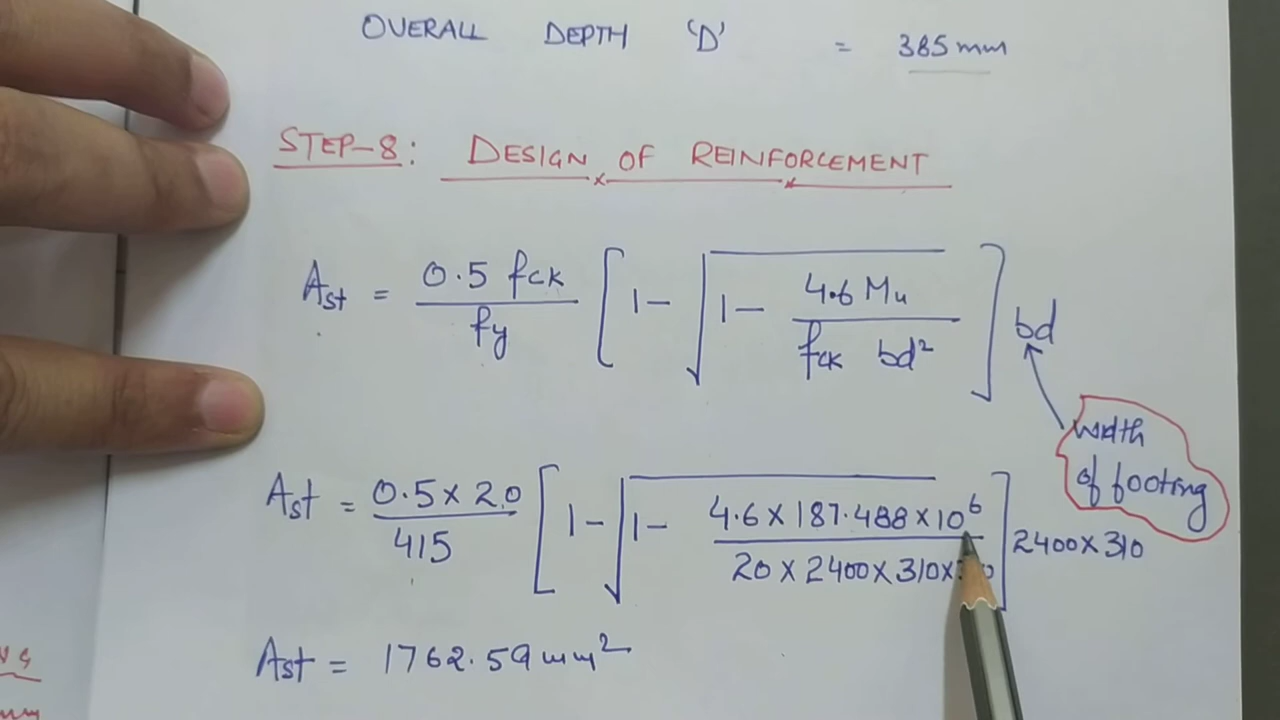 OVERALL DEPTH 'D' = 385mm
STEP-8: DESIGN OF REINFORCEMENT
Ast = 0.5 fck / fy [ 1 - √( 1 - 4.6 Mu / fck bd² ) ] bd
width
of footing
Ast = 0.5 × 20 / 415 [ 1 - √( 1 - 4.6 × 187.488 × 10⁶ / 20 × 2400 × 310 × ) ] 2400 × 310
Ast = 1762.59 mm²